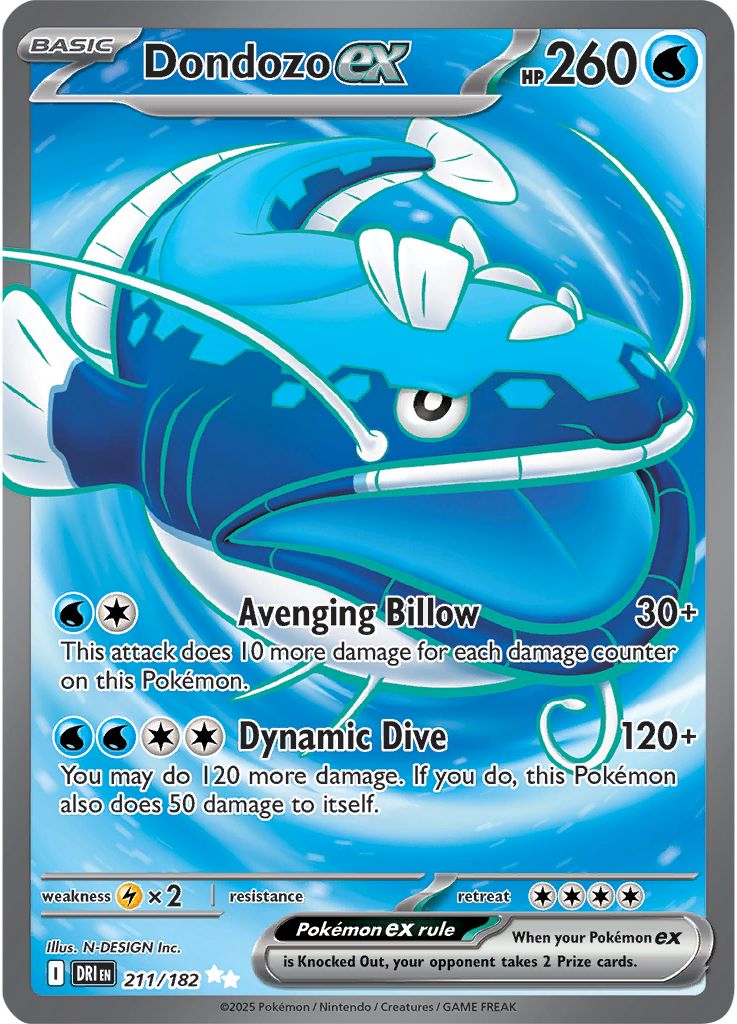 BASIC
Dondozo ex
HP 260
Avenging Billow 30+
This attack does 10 more damage for each damage counter
on this Pokémon.
Dynamic Dive 120+
You may do 120 more damage. If you do, this Pokémon
also does 50 damage to itself.
weakness ×2 resistance retreat
Pokémon ex rule When your Pokémon ex
is Knocked Out, your opponent takes 2 Prize cards.
Illus. N-DESIGN Inc.
I DRI EN 211/182
©2025 Pokémon / Nintendo / Creatures / GAME FREAK